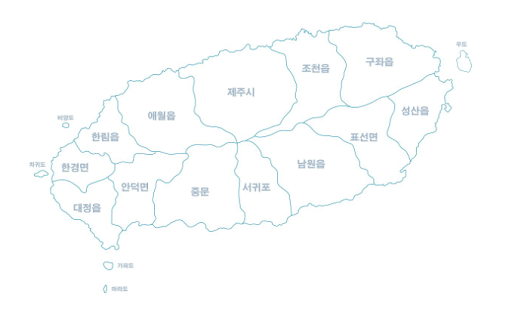 우도
구좌읍
조천읍
제주시
성산읍
애월읍
비양도
한림읍
표선면
차귀도
한경면
남원읍
안덕면
중문
서귀포
대정읍
가파도
마라도